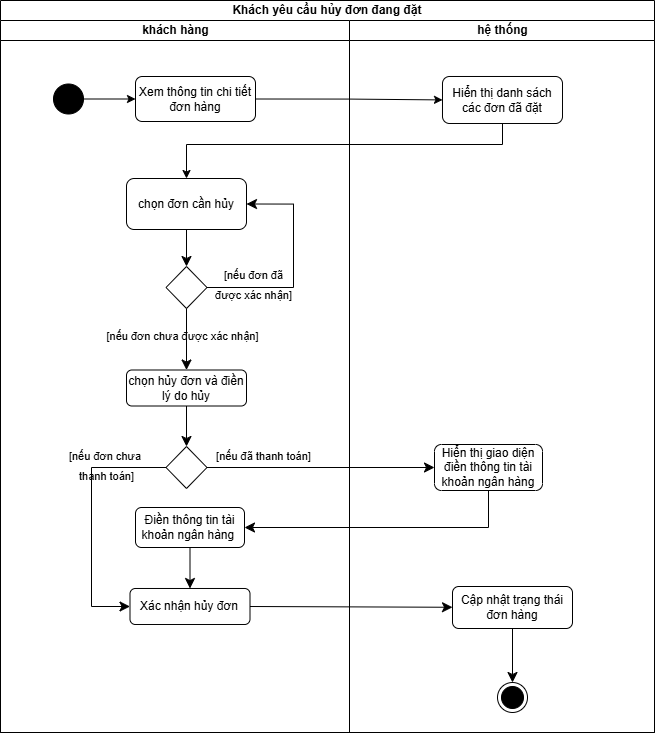 Khách yêu cầu hủy đơn đang đặt
khách hàng
hệ thống
Xem thông tin chi tiết
đơn hàng
Hiển thị danh sách
các đơn đã đặt
chọn đơn cần hủy
[nếu đơn đã
được xác nhận]
[nếu đơn chưa được xác nhận]
chọn hủy đơn và điền
lý do hủy
[nếu đơn chưa
thanh toán]
[nếu đã thanh toán]
Hiển thị giao diện
điền thông tin tài
khoản ngân hàng
Điền thông tin tài
khoản ngân hàng
Xác nhận hủy đơn
Cập nhật trạng thái
đơn hàng